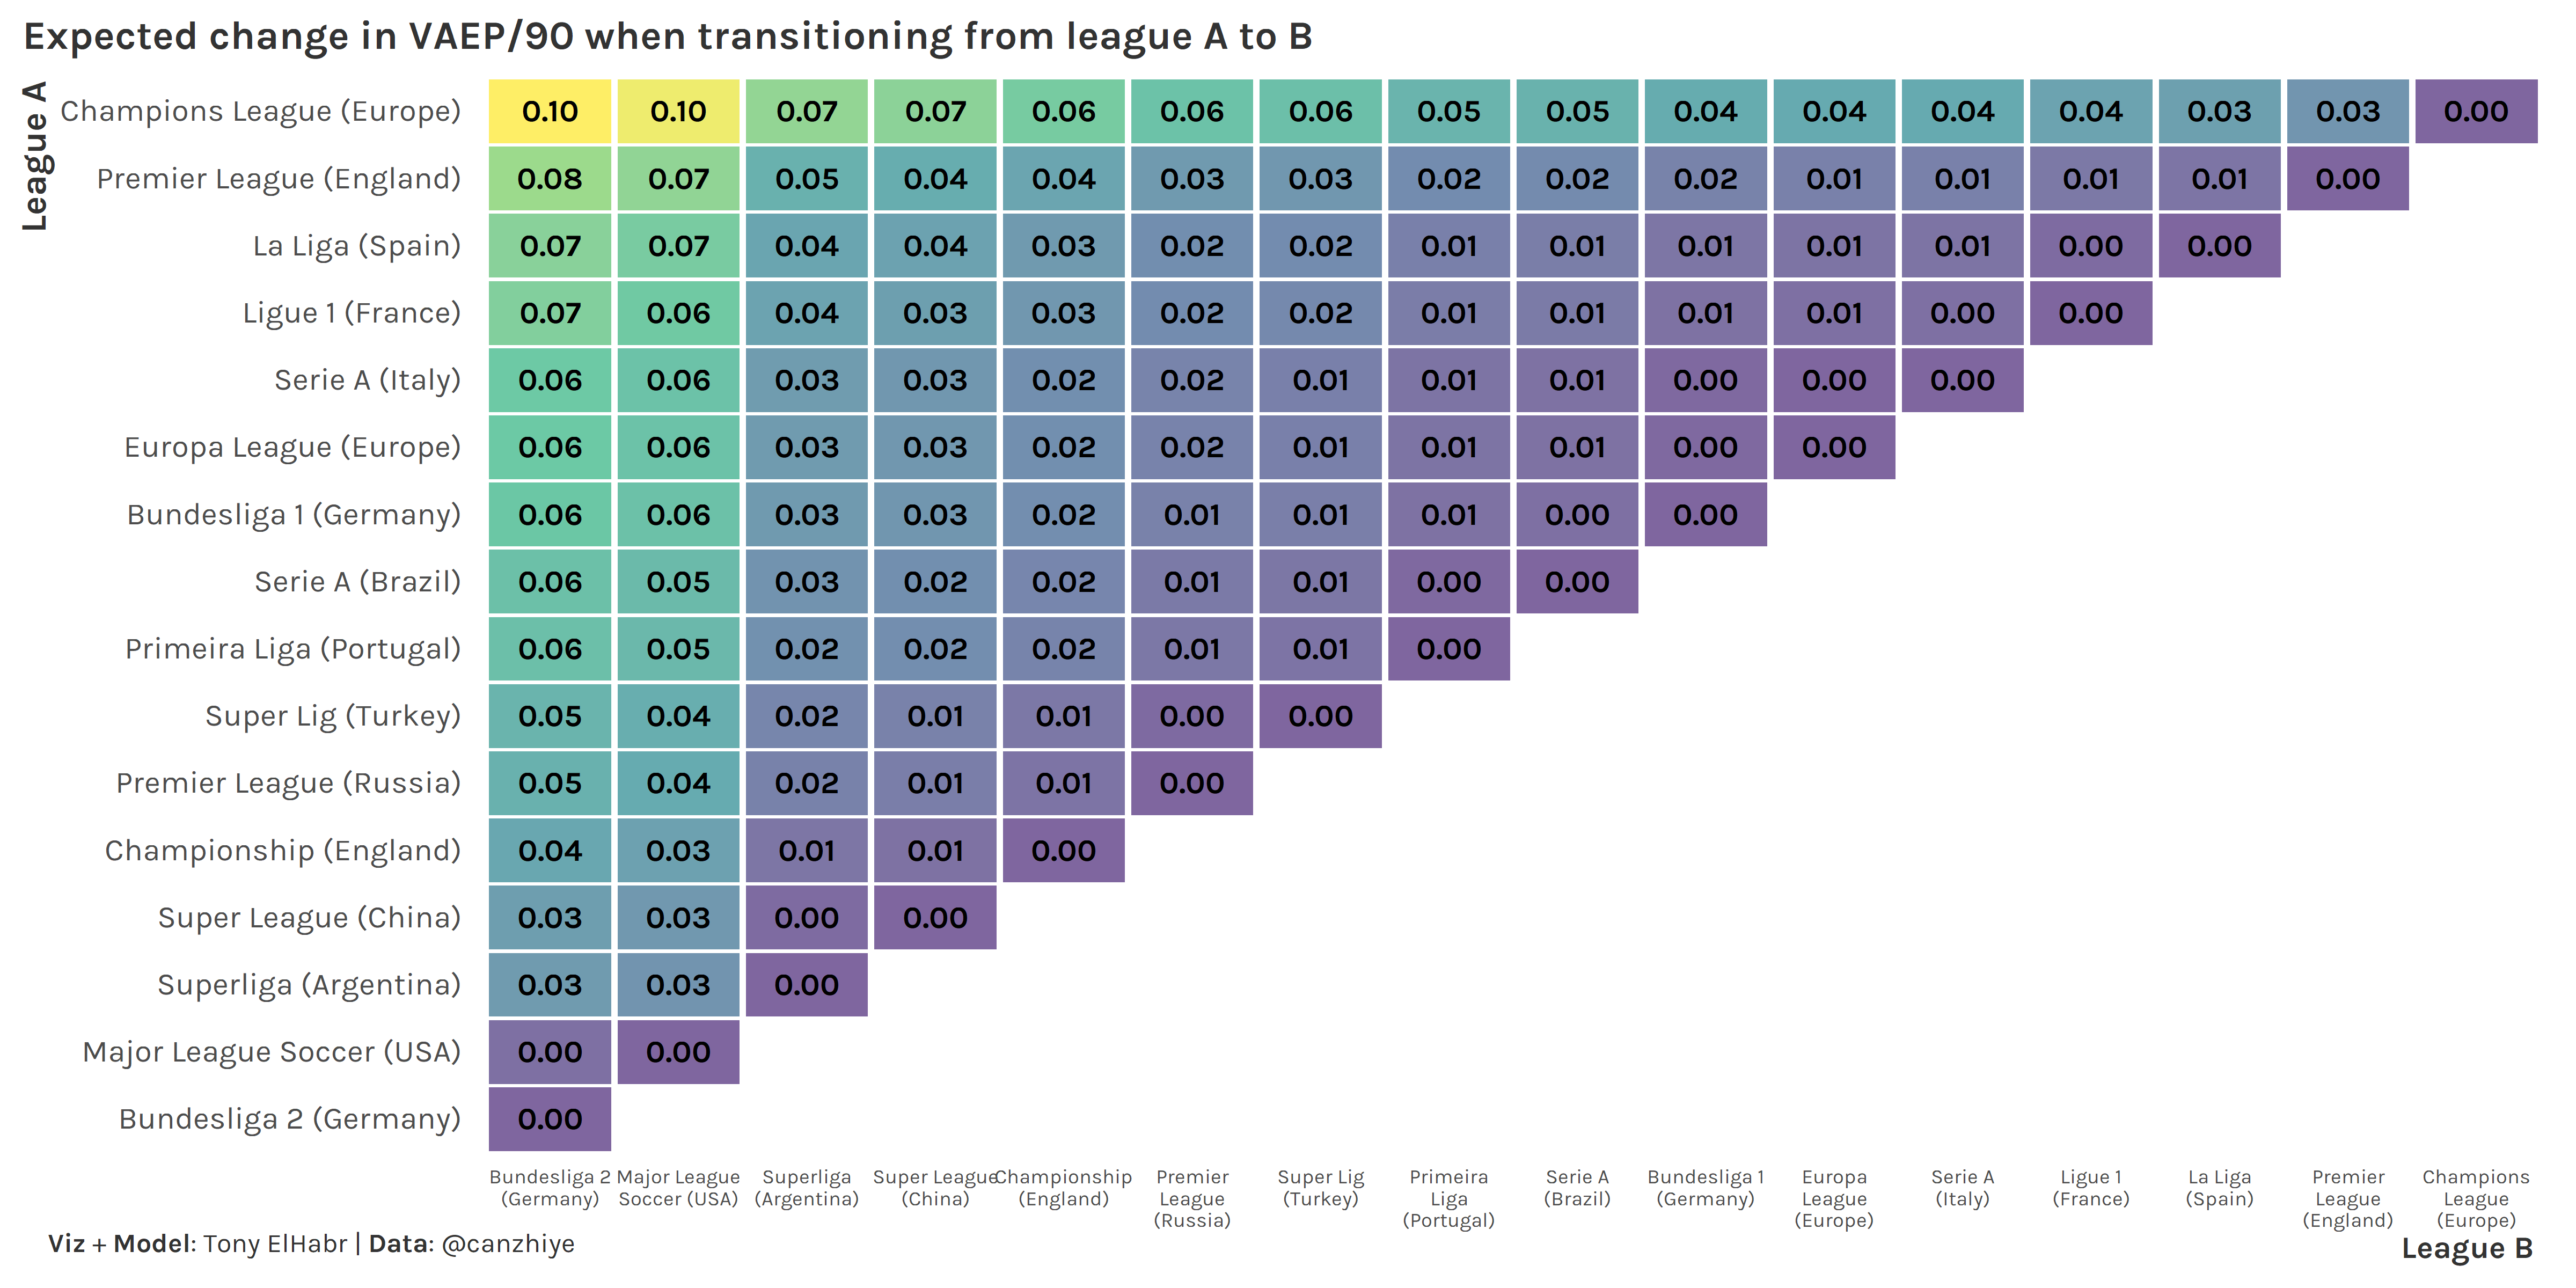 Expected change in VAEP/90 when transitioning from league A to B
League A
Champions League (Europe) 0.10 0.10 0.07 0.07 0.06 0.06 0.06 0.05 0.05 0.04 0.04 0.04 0.04 0.03 0.03 0.00
Premier League (England) 0.08 0.07 0.05 0.04 0.04 0.03 0.03 0.02 0.02 0.02 0.01 0.01 0.01 0.01 0.00
La Liga (Spain) 0.07 0.07 0.04 0.04 0.03 0.02 0.02 0.01 0.01 0.01 0.01 0.01 0.00 0.00
Ligue 1 (France) 0.07 0.06 0.04 0.03 0.03 0.02 0.02 0.01 0.01 0.01 0.01 0.00 0.00
Serie A (Italy) 0.06 0.06 0.03 0.03 0.02 0.02 0.01 0.01 0.01 0.00 0.00 0.00
Europa League (Europe) 0.06 0.06 0.03 0.03 0.02 0.02 0.01 0.01 0.01 0.00 0.00
Bundesliga 1 (Germany) 0.06 0.06 0.03 0.03 0.02 0.01 0.01 0.01 0.00 0.00
Serie A (Brazil) 0.06 0.05 0.03 0.02 0.02 0.01 0.01 0.00 0.00
Primeira Liga (Portugal) 0.06 0.05 0.02 0.02 0.02 0.01 0.01 0.00
Super Lig (Turkey) 0.05 0.04 0.02 0.01 0.01 0.00 0.00
Premier League (Russia) 0.05 0.04 0.02 0.01 0.01 0.00
Championship (England) 0.04 0.03 0.01 0.01 0.00
Super League (China) 0.03 0.03 0.00 0.00
Superliga (Argentina) 0.03 0.03 0.00
Major League Soccer (USA) 0.00 0.00
Bundesliga 2 (Germany) 0.00
Bundesliga 2 Major League Superliga Super League Championship Premier Super Lig Primeira Serie A Bundesliga 1 Europa Serie A Ligue 1 La Liga Premier Champions
(Germany) Soccer (USA) (Argentina) (China) (England) League (Turkey) Liga (Brazil) (Germany) League (Italy) (France) (Spain) League League
(Russia) (Portugal) (Europe) (England) (Europe)
Viz + Model: Tony ElHabr | Data: @canzhiye
League B